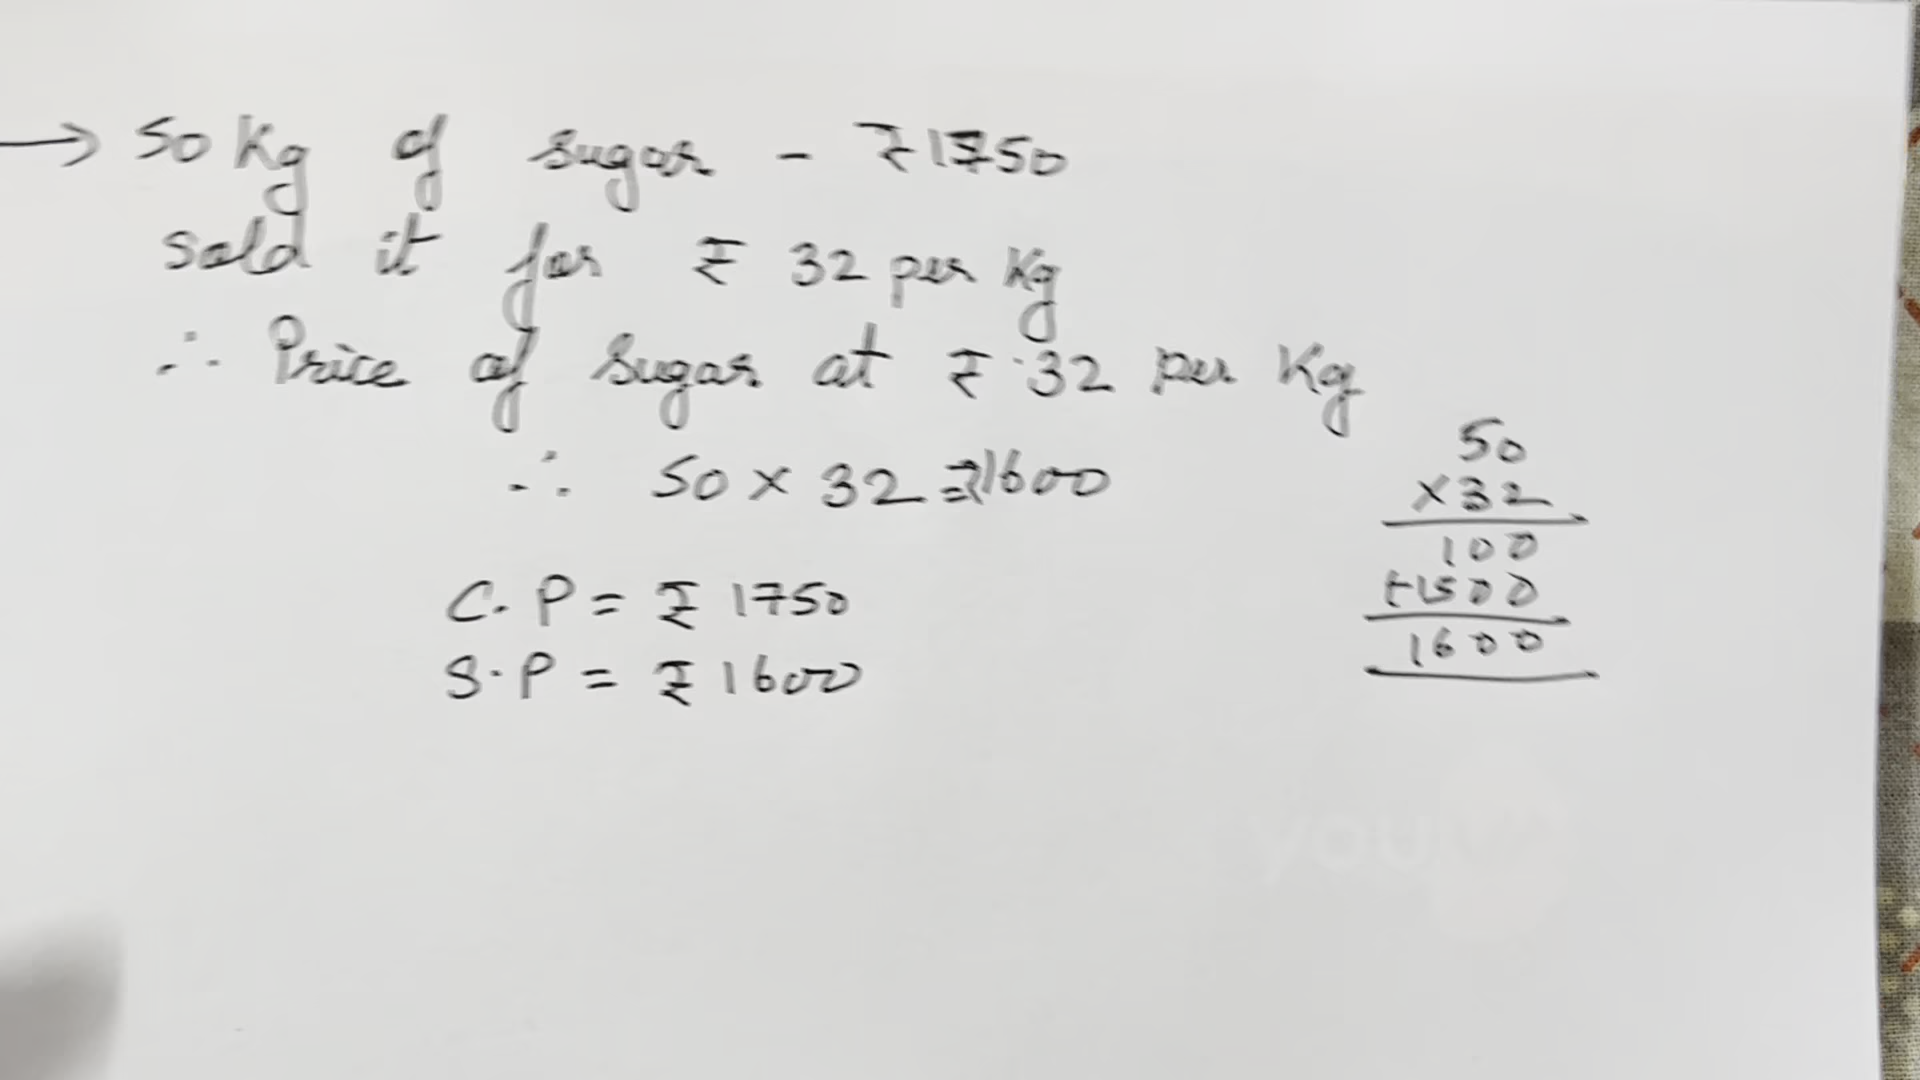 → 50 Kg of sugar - ₹1750
sold it for ₹ 32 per Kg
∴ Price of Sugar at ₹ 32 per Kg
∴ 50 × 32 = ₹1600
C.P = ₹ 1750
S.P = ₹ 1600
50
×32
100
+1500
1600
you